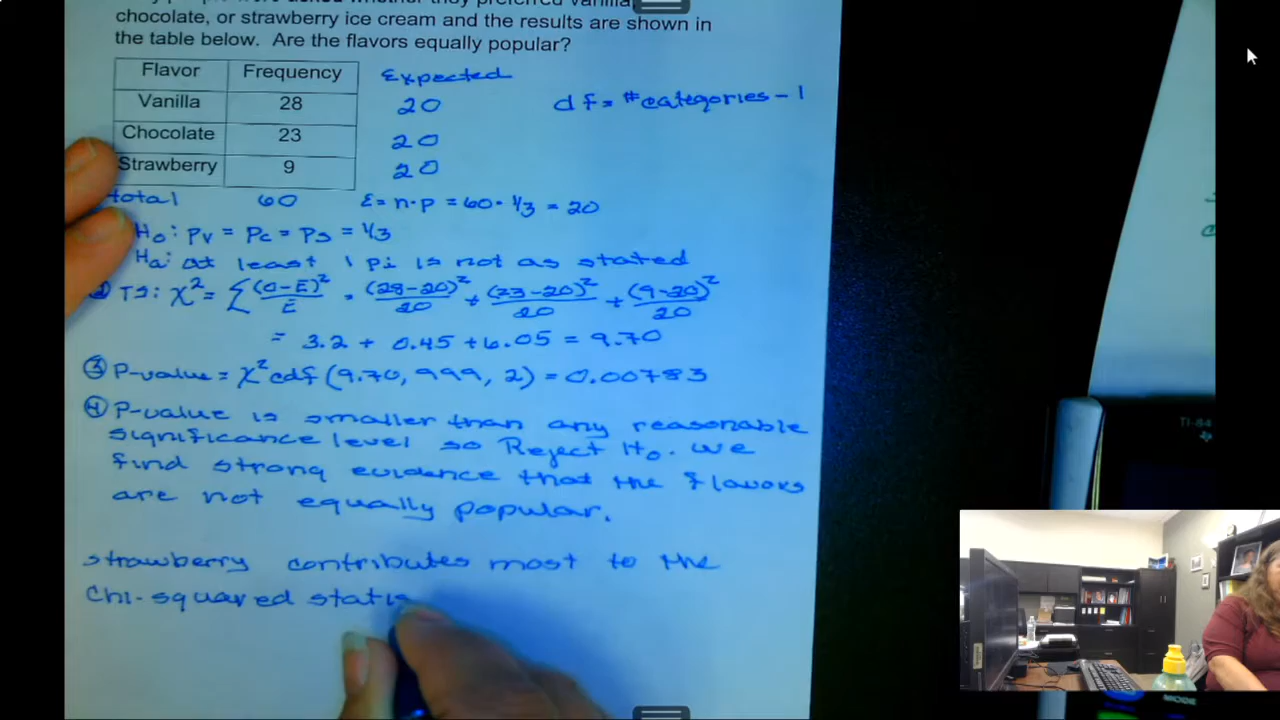 chocolate, or strawberry ice cream and the results are shown in
the table below. Are the flavors equally popular?
Flavor Frequency Expected
Vanilla 28 20 df = #categories - 1
Chocolate 23 20
Strawberry 9 20
total 60 E = n·p = 60·1/3 = 20
Ho: pv = pc = ps = 1/3
Ha: at least 1 pi is not as stated
② TS: χ² = Σ (O-E)²/E = (28-20)²/20 + (23-20)²/20 + (9-20)²/20
= 3.2 + 0.45 + 6.05 = 9.70
③ P-value = χ²cdf (9.70, 999, 2) = 0.00783
④ P-value is smaller than any reasonable
significance level so Reject Ho. We
find strong evidence that the flavors
are not equally popular.
strawberry contributes most to the
chi-squared statis
TI-84
MODE